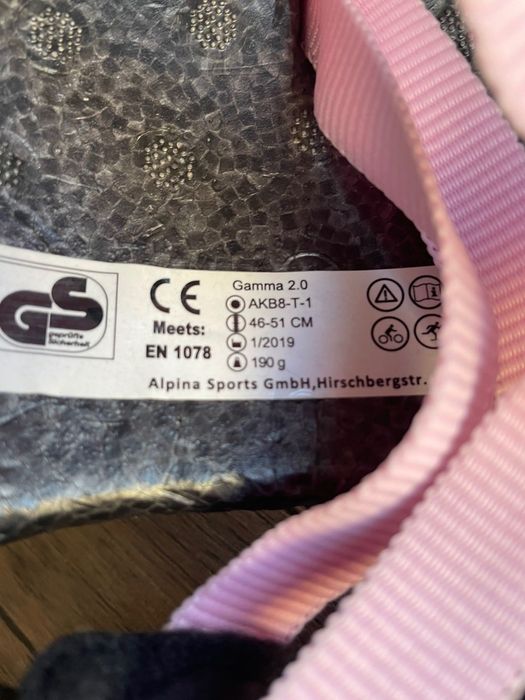 GS
geprüfte
Sicherheit
CE
Meets:
EN 1078
Gamma 2.0
AKB8-T-1
46-51 CM
1/2019
190 g
Alpina Sports GmbH,Hirschbergstr.